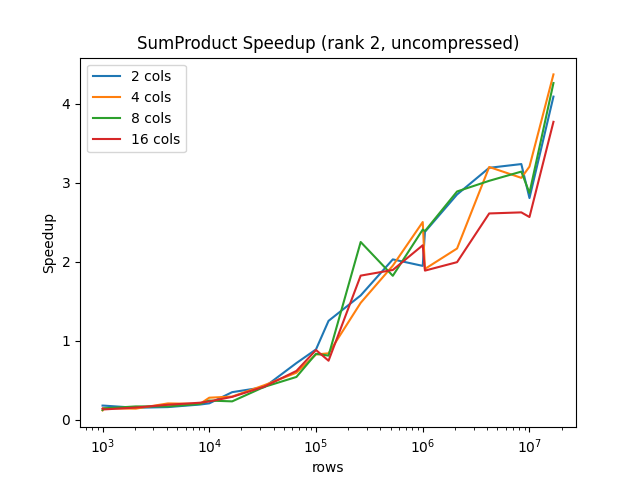 SumProduct Speedup (rank 2, uncompressed)
2 cols
4 cols
8 cols
16 cols
Speedup
4
3
2
1
0
10³ 10⁴ 10⁵ 10⁶ 10⁷
rows